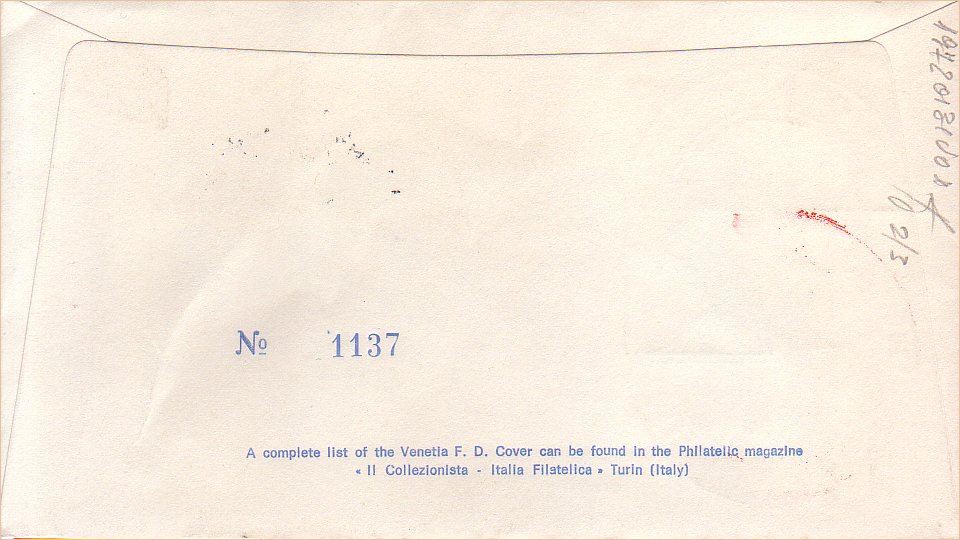 № 1137
A complete list of the Venetia F. D. Cover can be found in the Philatelic magazine
« Il Collezionista - Italia Filatelica » Turin (Italy)